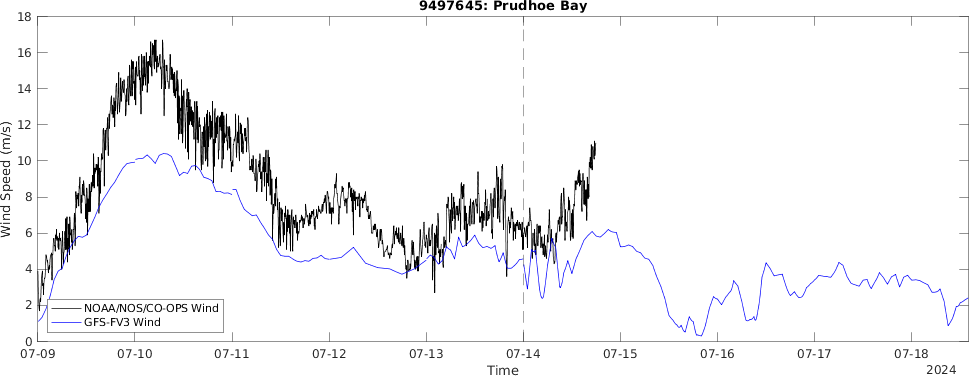 9497645: Prudhoe Bay
Wind Speed (m/s)
18
16
14
12
10
8
6
4
2
0
NOAA/NOS/CO-OPS Wind
GFS-FV3 Wind
07-09 07-10 07-11 07-12 07-13 07-14 07-15 07-16 07-17 07-18
Time
2024